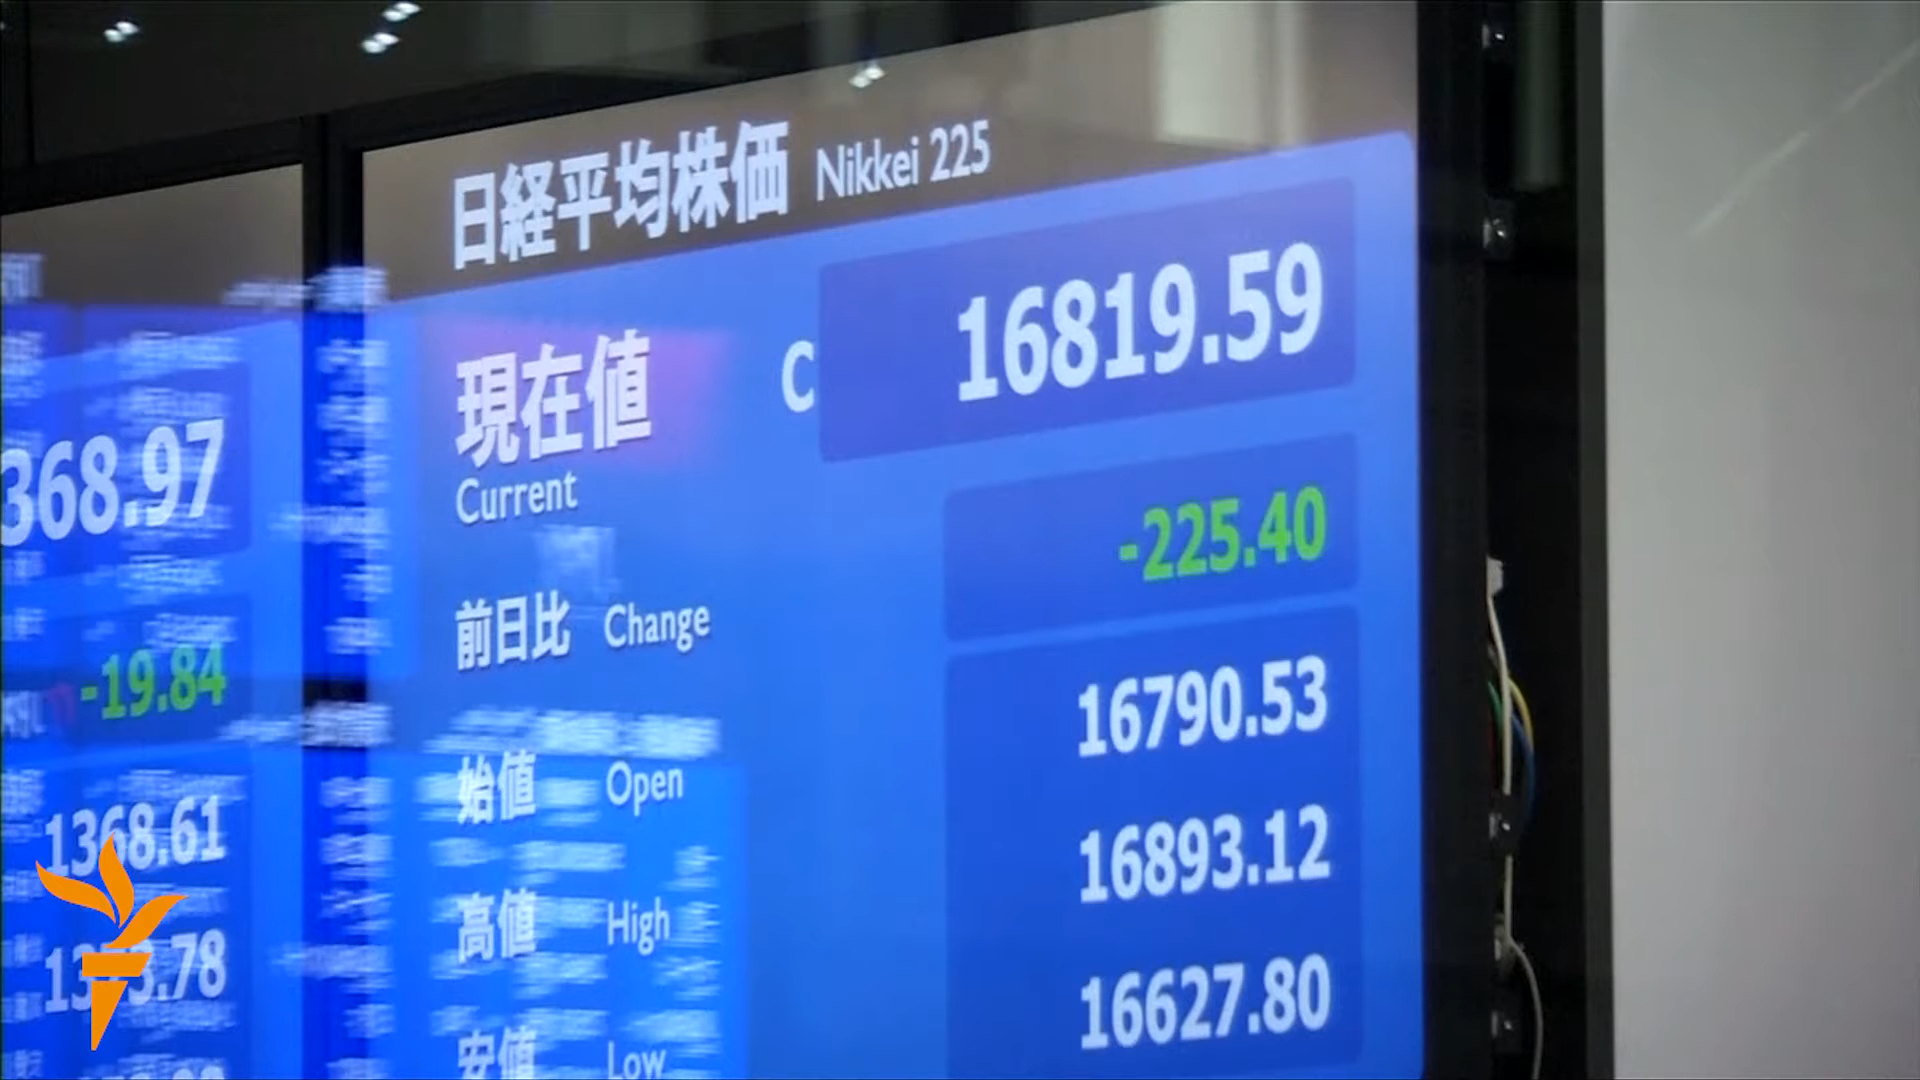 日経平均株価 Nikkei 225
現在値 C 16819.59
Current
-225.40
前日比 Change
16790.53
始値 Open
16893.12
高値 High
16627.80
安値 Low
368.97
-19.84
1368.61